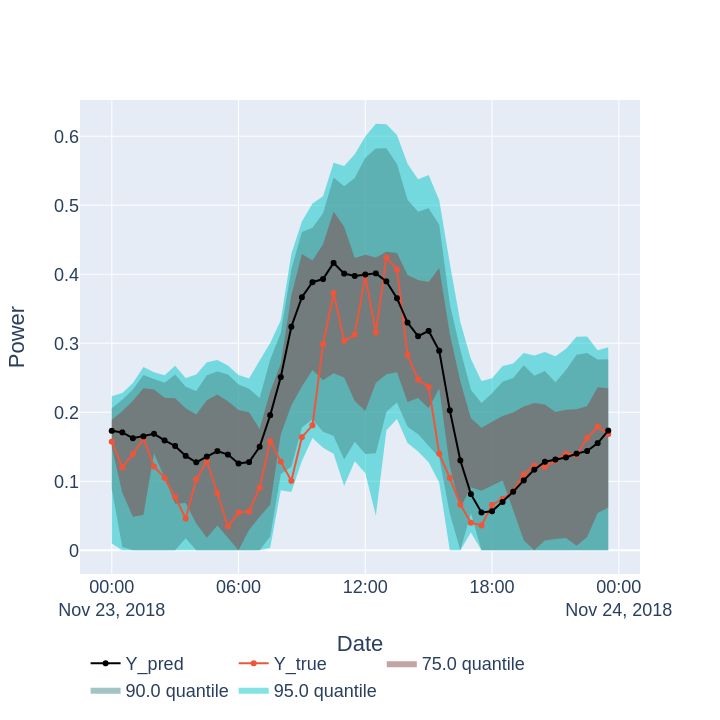 Power
0.6
0.5
0.4
0.3
0.2
0.1
0
00:00 06:00 12:00 18:00 00:00
Nov 23, 2018 Nov 24, 2018
Date
Y_pred Y_true 75.0 quantile
90.0 quantile 95.0 quantile